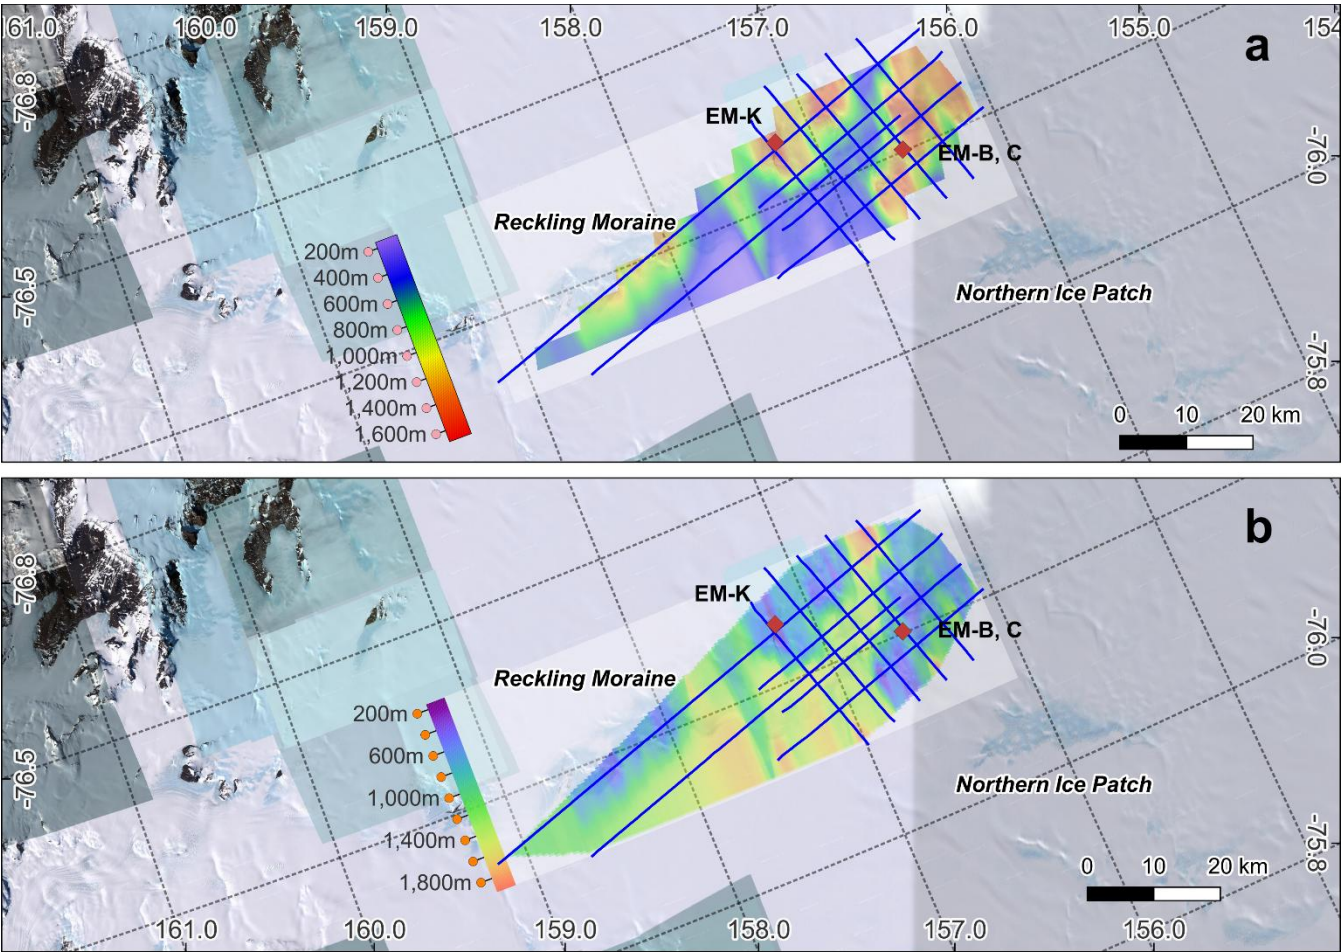 161.0 160.0 159.0 158.0 157.0 156.0 155.0 154
a
-76.8
EM-K
EM-B, C
-76.0
Reckling Moraine
200m
400m
600m
800m
1,000m
1,200m
1,400m
1,600m
-76.5
Northern Ice Patch
-75.8
0 10 20 km
b
-76.8
EM-K
EM-B, C
-76.0
Reckling Moraine
200m
600m
1,000m
1,400m
1,800m
-76.5
Northern Ice Patch
-75.8
0 10 20 km
161.0 160.0 159.0 158.0 157.0 156.0